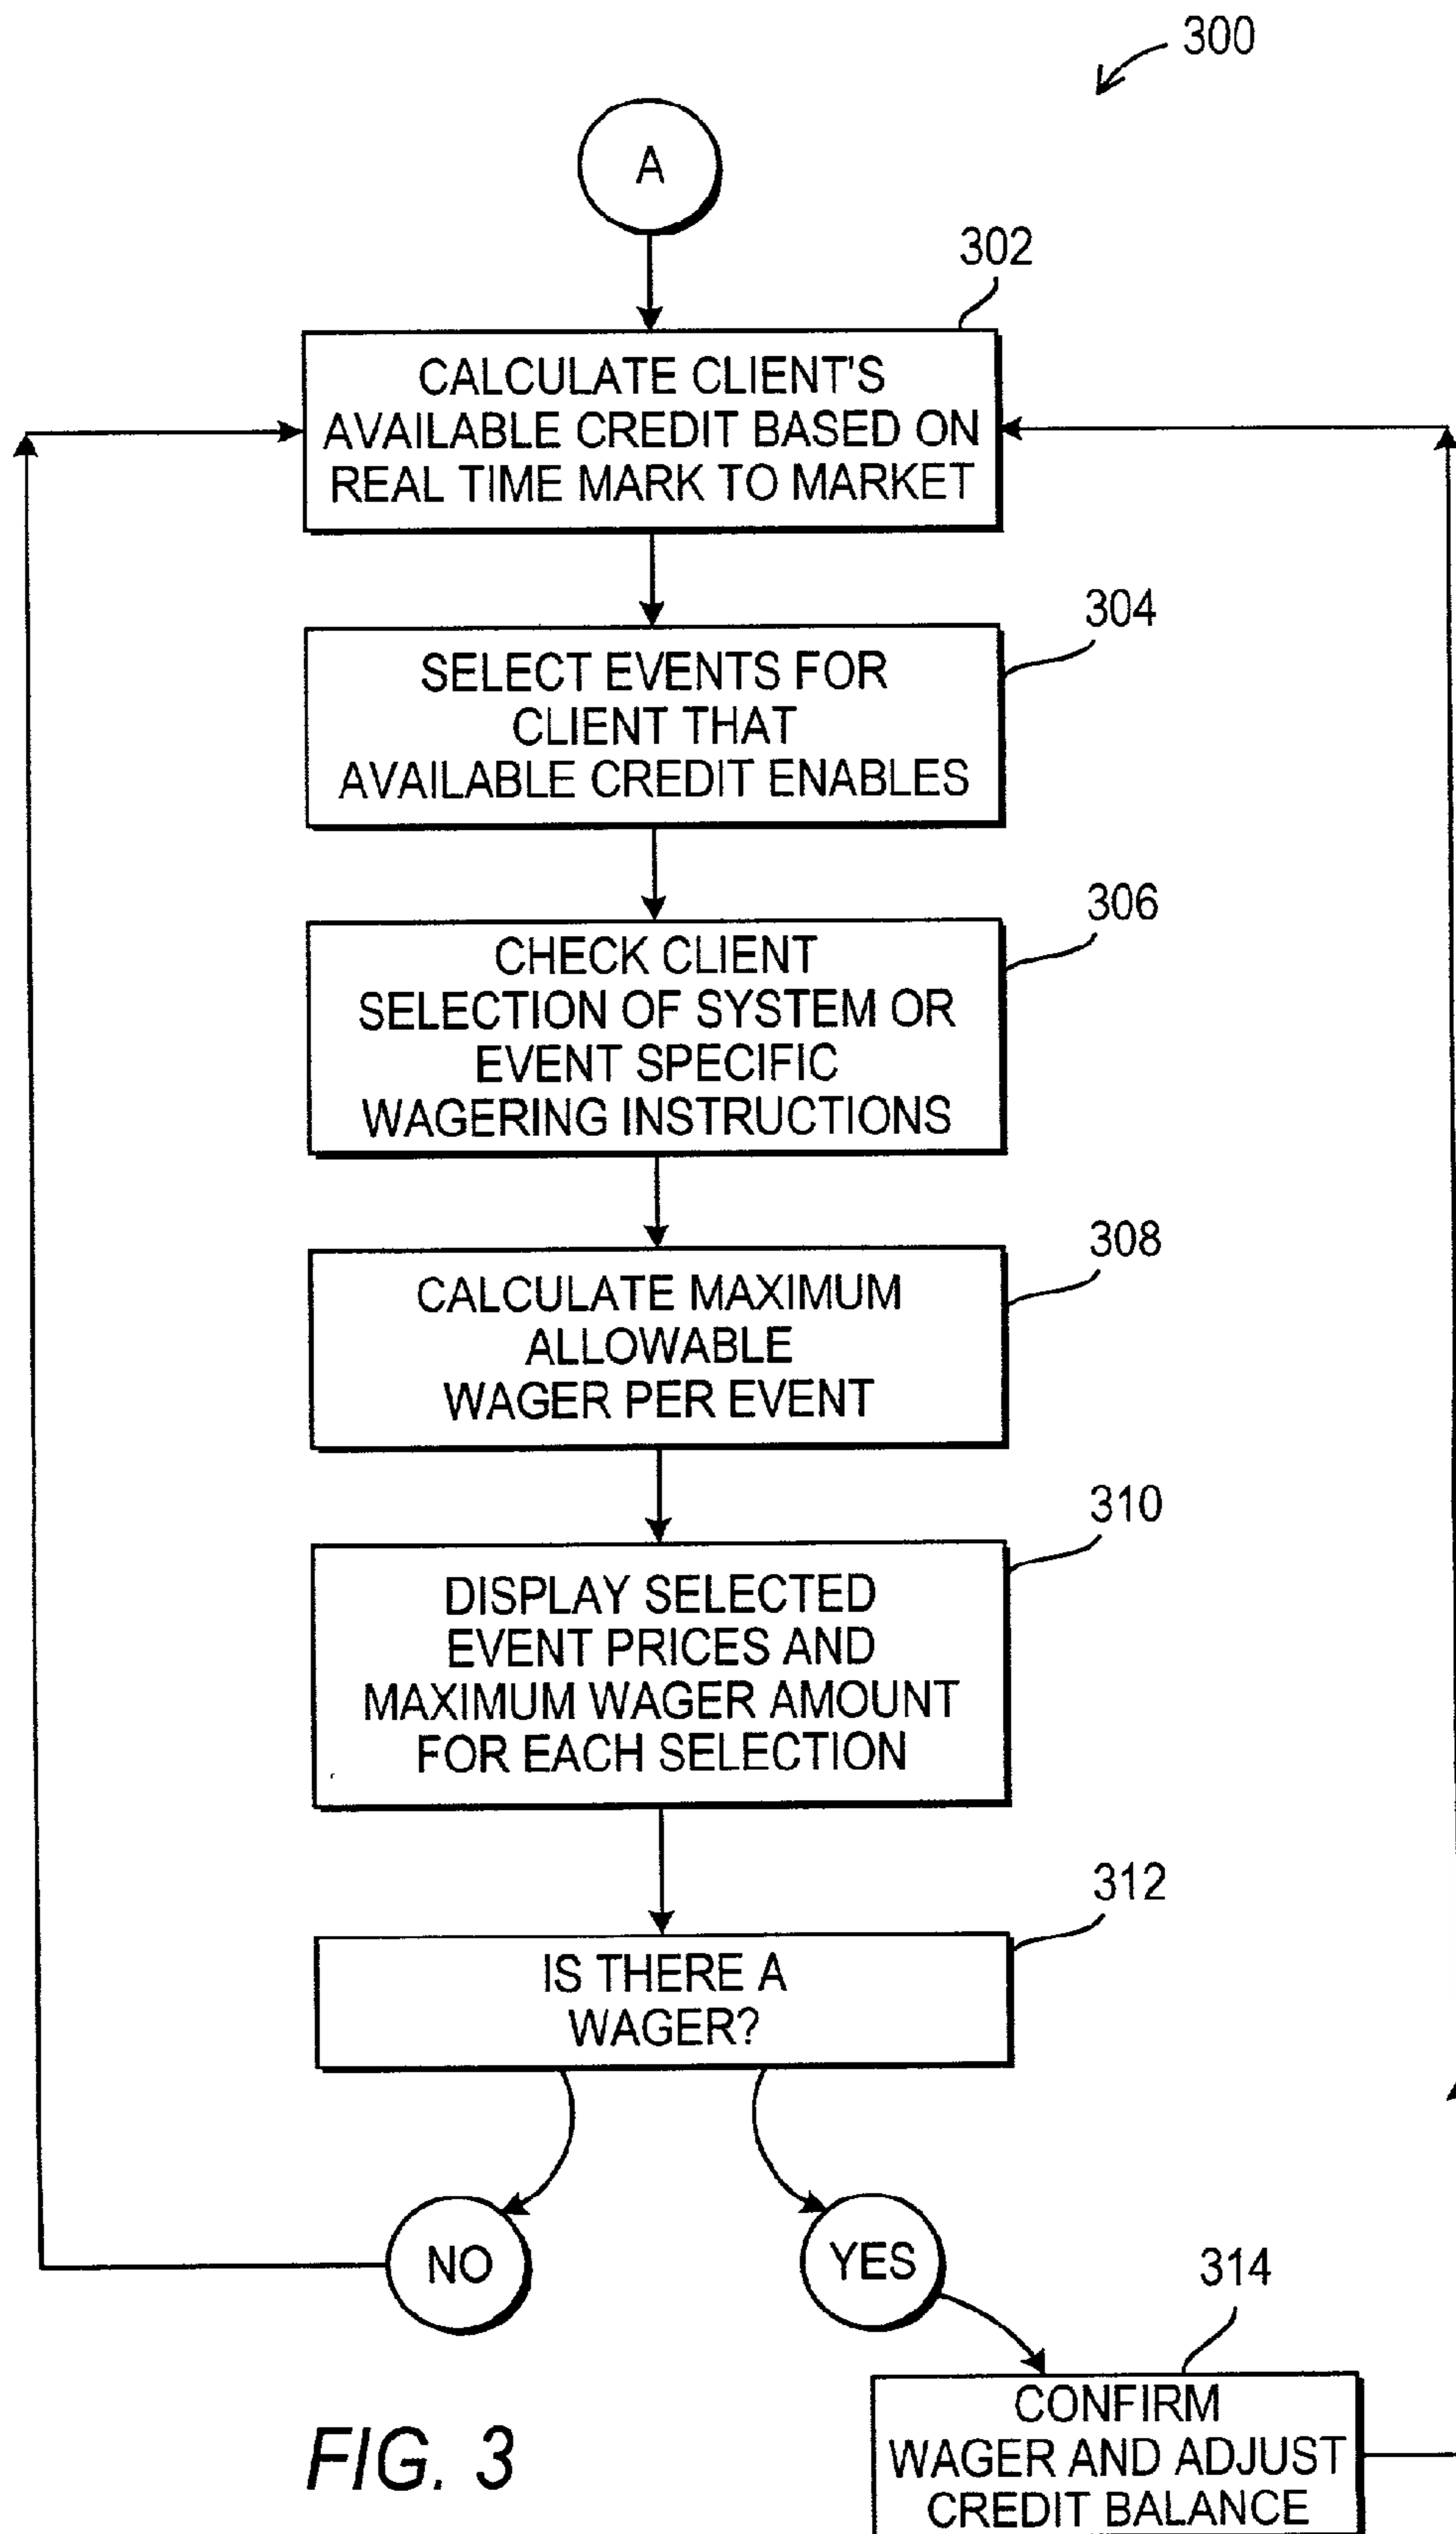 300
A
302
CALCULATE CLIENT'S
AVAILABLE CREDIT BASED ON
REAL TIME MARK TO MARKET
304
SELECT EVENTS FOR
CLIENT THAT
AVAILABLE CREDIT ENABLES
306
CHECK CLIENT
SELECTION OF SYSTEM OR
EVENT SPECIFIC
WAGERING INSTRUCTIONS
308
CALCULATE MAXIMUM
ALLOWABLE
WAGER PER EVENT
310
DISPLAY SELECTED
EVENT PRICES AND
MAXIMUM WAGER AMOUNT
FOR EACH SELECTION
312
IS THERE A
WAGER?
NO
YES
314
CONFIRM
WAGER AND ADJUST
CREDIT BALANCE
FIG. 3